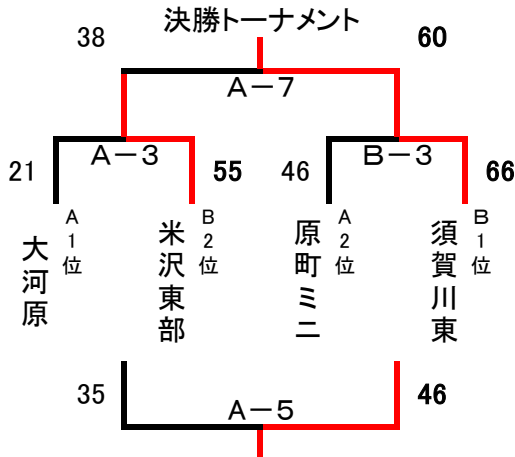 決勝トーナメント
38
60
A－7
21
A－3
55
46
B－3
66
A1位
B2位
A2位
B1位
大河原
米沢東部
原町ミニ
須賀川東
35
A－5
46